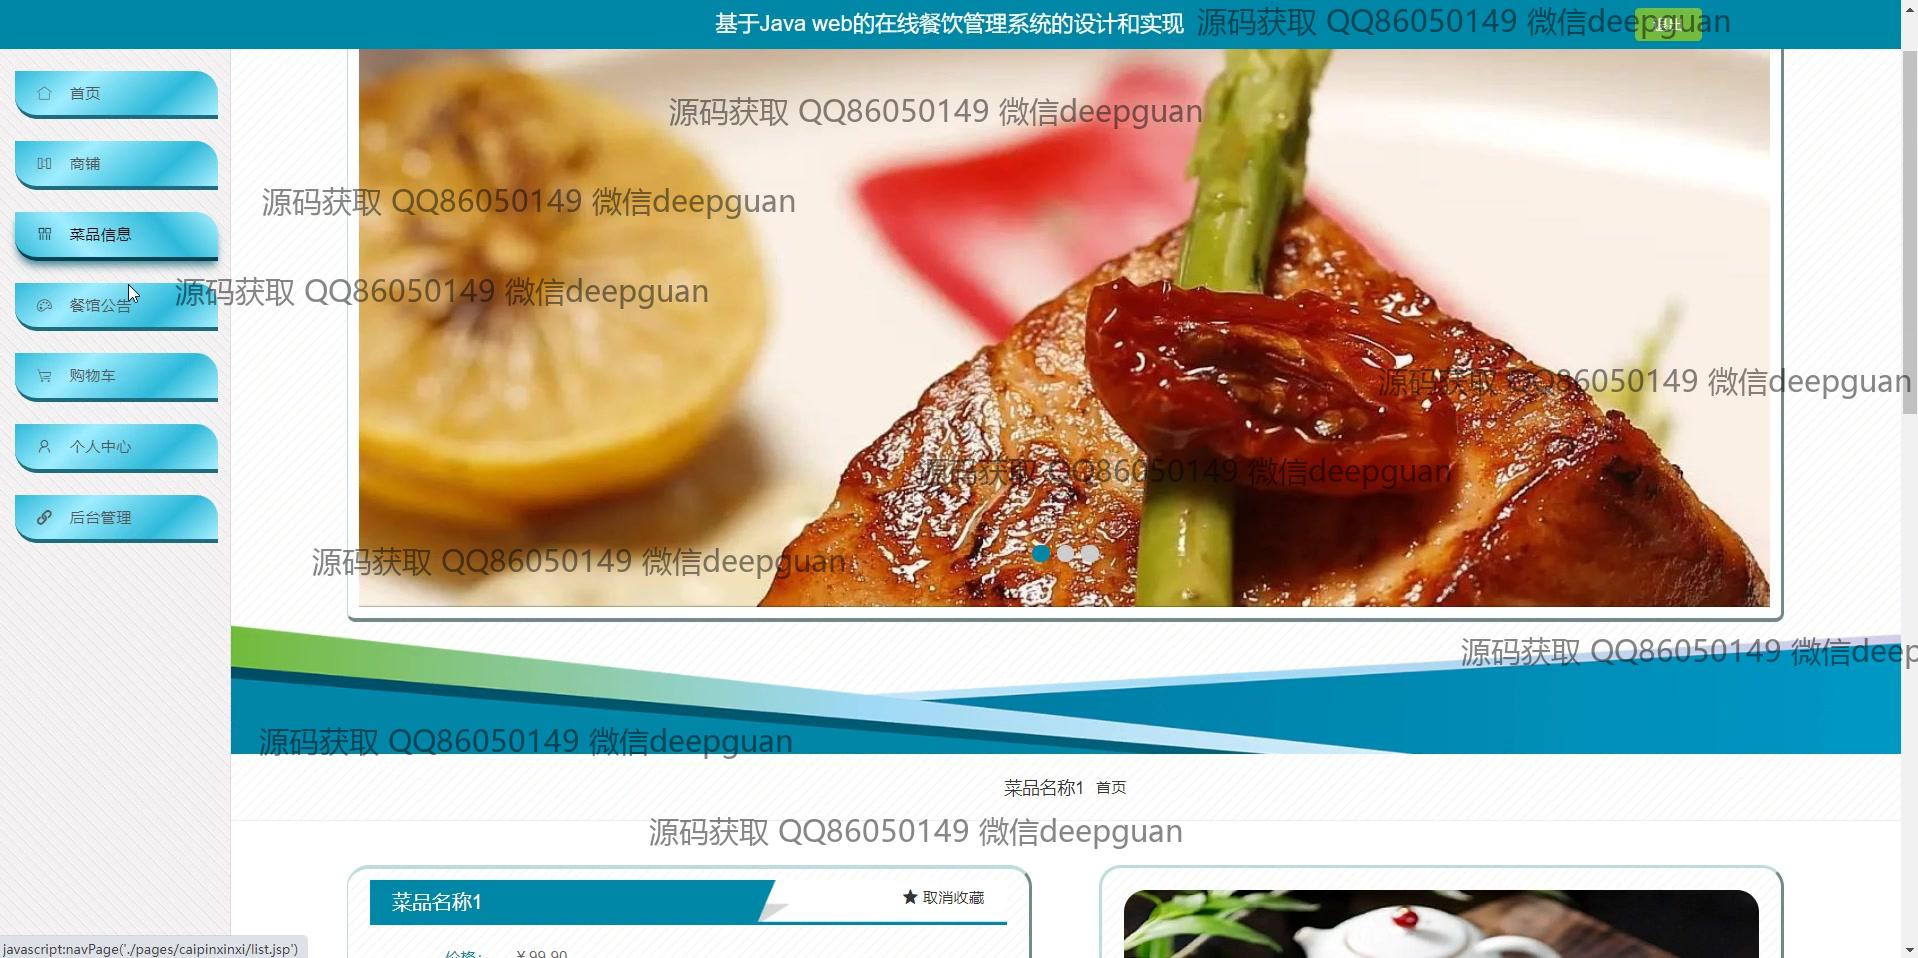 基于Java web的在线餐饮管理系统的设计和实现
源码获取 QQ86050149 微信deepguan
源码获取 QQ86050149 微信deepguan
首页
商铺
源码获取 QQ86050149 微信deepguan
菜品信息
源码获取 QQ86050149 微信deepguan
餐馆公告
购物车
源码获取 QQ86050149 微信deepguan
个人中心
源码获取 QQ86050149 微信deepguan
后台管理
源码获取 QQ86050149 微信deepguan
源码获取 QQ86050149 微信deep
源码获取 QQ86050149 微信deepguan
菜品名称1 首页
源码获取 QQ86050149 微信deepguan
菜品名称1
取消收藏
价格:
￥99.90
javascript:navPage('./pages/caipinxinxi/list.jsp')